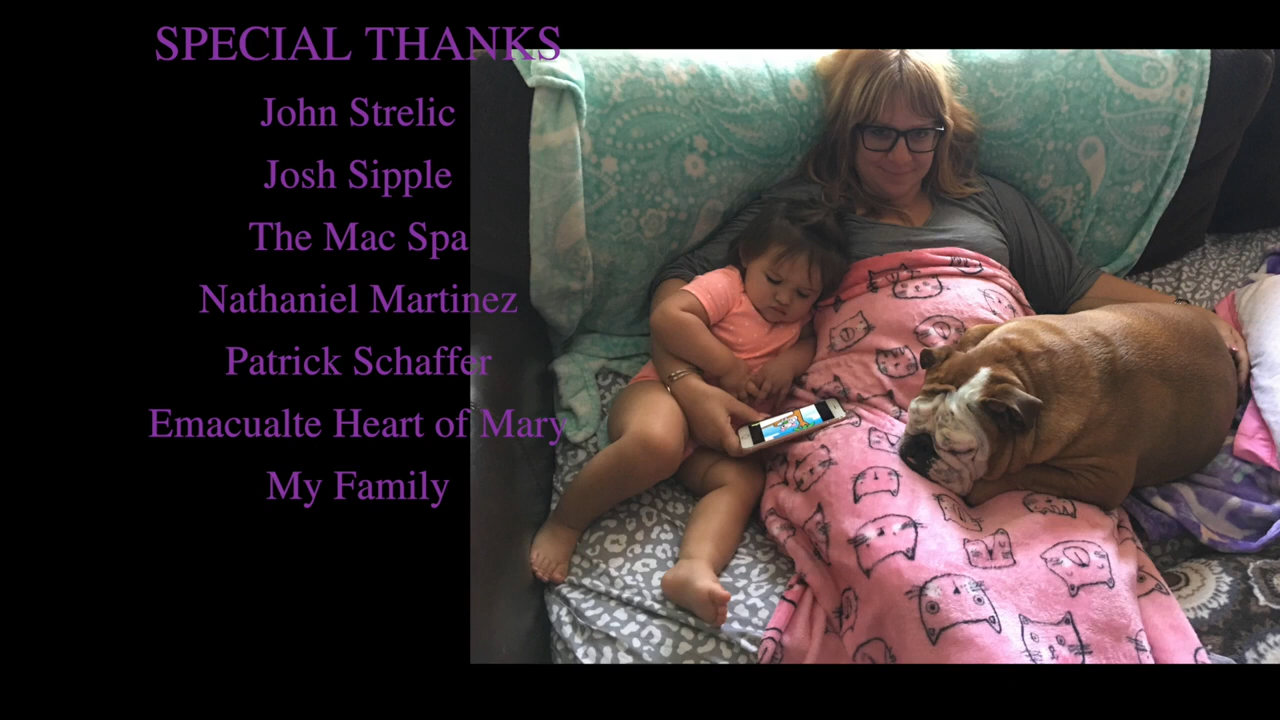 SPECIAL THANKS
John Strelic
Josh Sipple
The Mac Spa
Nathaniel Martinez
Patrick Schaffer
Emacualte Heart of Mary
My Family